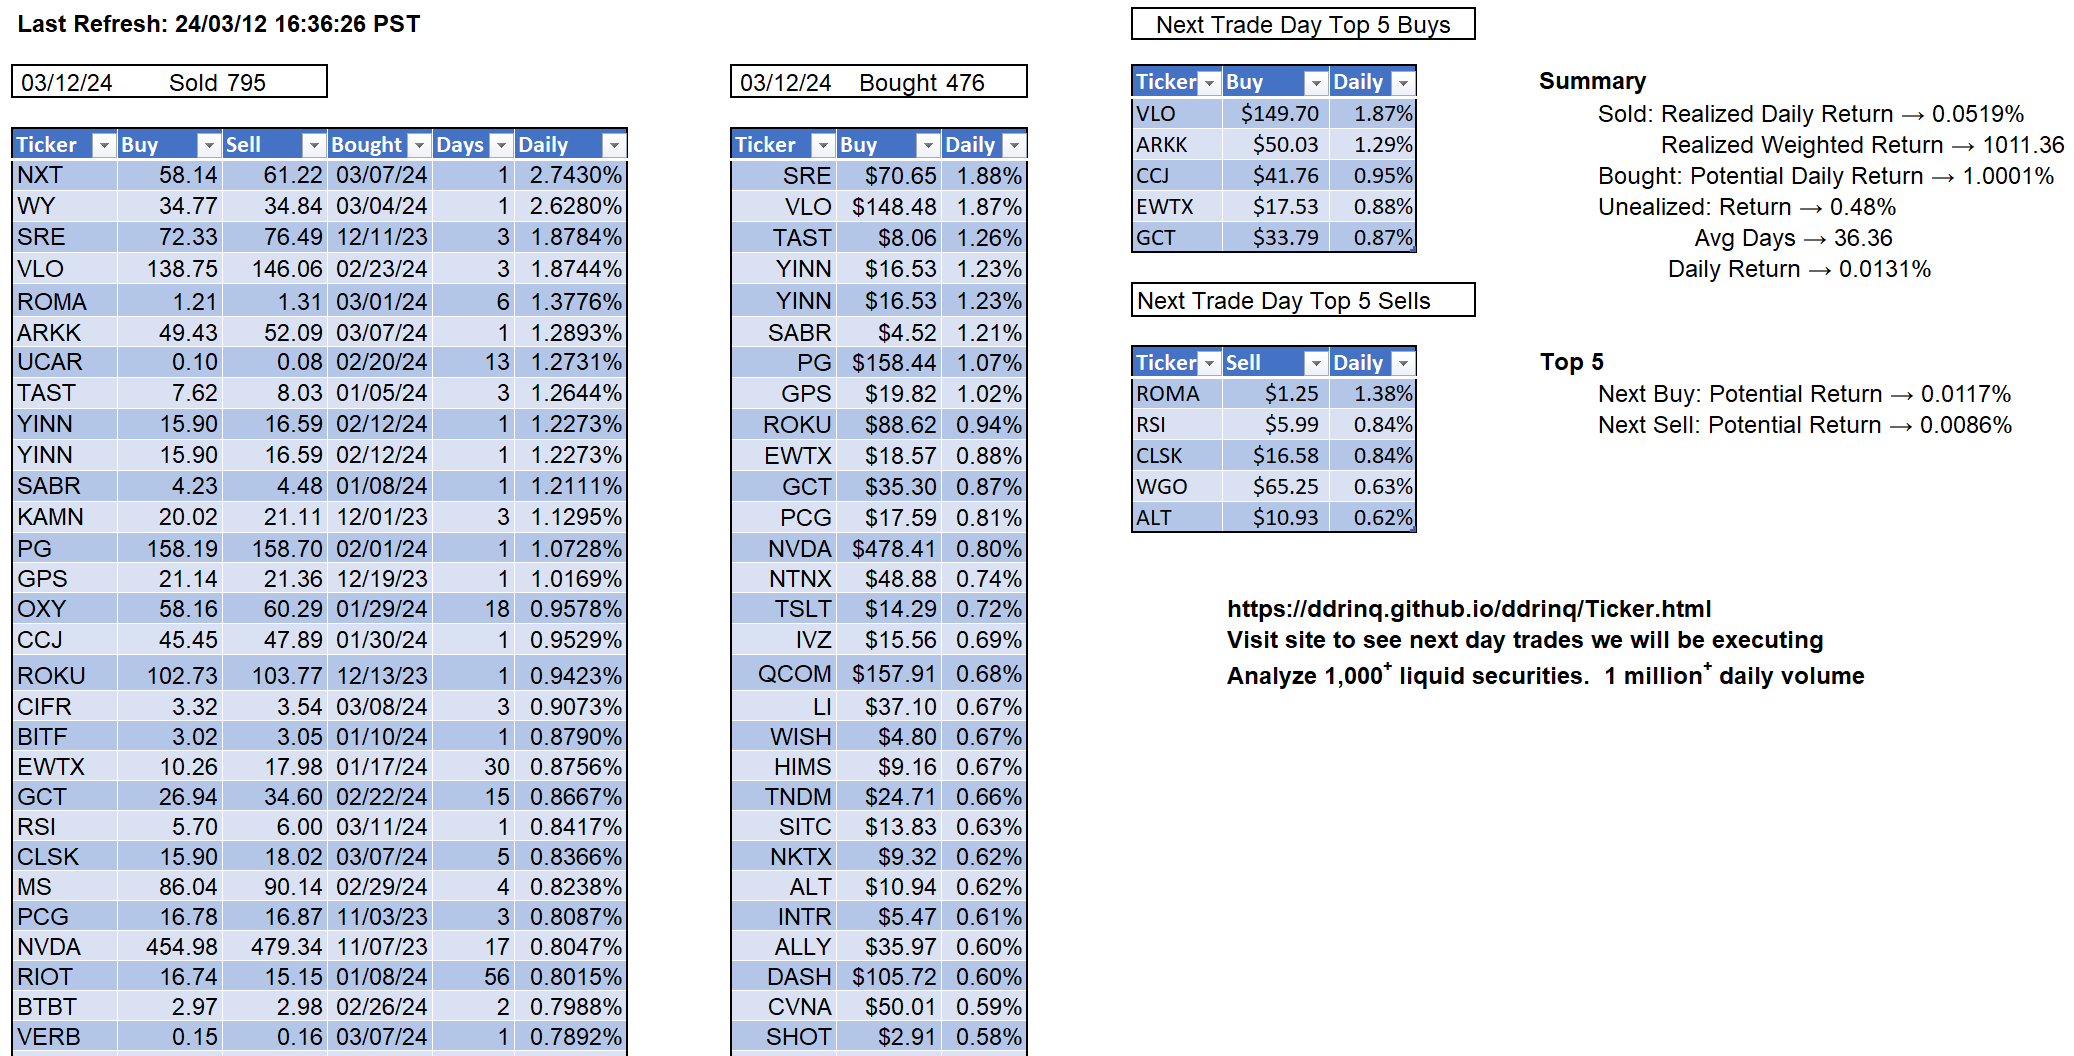 Last Refresh: 24/03/12 16:36:26 PST
03/12/24 Sold 795
Ticker Buy Sell Bought Days Daily
NXT 58.14 61.22 03/07/24 1 2.7430%
WY 34.77 34.84 03/04/24 1 2.6280%
SRE 72.33 76.49 12/11/23 3 1.8784%
VLO 138.75 146.06 02/23/24 3 1.8744%
ROMA 1.21 1.31 03/01/24 6 1.3776%
ARKK 49.43 52.09 03/07/24 1 1.2893%
UCAR 0.10 0.08 02/20/24 13 1.2731%
TAST 7.62 8.03 01/05/24 3 1.2644%
YINN 15.90 16.59 02/12/24 1 1.2273%
YINN 15.90 16.59 02/12/24 1 1.2273%
SABR 4.23 4.48 01/08/24 1 1.2111%
KAMN 20.02 21.11 12/01/23 3 1.1295%
PG 158.19 158.70 02/01/24 1 1.0728%
GPS 21.14 21.36 12/19/23 1 1.0169%
OXY 58.16 60.29 01/29/24 18 0.9578%
CCJ 45.45 47.89 01/30/24 1 0.9529%
ROKU 102.73 103.77 12/13/23 1 0.9423%
CIFR 3.32 3.54 03/08/24 3 0.9073%
BITF 3.02 3.05 01/10/24 1 0.8790%
EWTX 10.26 17.98 01/17/24 30 0.8756%
GCT 26.94 34.60 02/22/24 15 0.8667%
RSI 5.70 6.00 03/11/24 1 0.8417%
CLSK 15.90 18.02 03/07/24 5 0.8366%
MS 86.04 90.14 02/29/24 4 0.8238%
PCG 16.78 16.87 11/03/23 3 0.8087%
NVDA 454.98 479.34 11/07/23 17 0.8047%
RIOT 16.74 15.15 01/08/24 56 0.8015%
BTBT 2.97 2.98 02/26/24 2 0.7988%
VERB 0.15 0.16 03/07/24 1 0.7892%
03/12/24 Bought 476
Ticker Buy Daily
SRE $70.65 1.88%
VLO $148.48 1.87%
TAST $8.06 1.26%
YINN $16.53 1.23%
YINN $16.53 1.23%
SABR $4.52 1.21%
PG $158.44 1.07%
GPS $19.82 1.02%
ROKU $88.62 0.94%
EWTX $18.57 0.88%
GCT $35.30 0.87%
PCG $17.59 0.81%
NVDA $478.41 0.80%
NTNX $48.88 0.74%
TSLT $14.29 0.72%
IVZ $15.56 0.69%
QCOM $157.91 0.68%
LI $37.10 0.67%
WISH $4.80 0.67%
HIMS $9.16 0.67%
TNDM $24.71 0.66%
SITC $13.83 0.63%
NKTX $9.32 0.62%
ALT $10.94 0.62%
INTR $5.47 0.61%
ALLY $35.97 0.60%
DASH $105.72 0.60%
CVNA $50.01 0.59%
SHOT $2.91 0.58%
Next Trade Day Top 5 Buys
Ticker Buy Daily
VLO $149.70 1.87%
ARKK $50.03 1.29%
CCJ $41.76 0.95%
EWTX $17.53 0.88%
GCT $33.79 0.87%
Next Trade Day Top 5 Sells
Ticker Sell Daily
ROMA $1.25 1.38%
RSI $5.99 0.84%
CLSK $16.58 0.84%
WGO $65.25 0.63%
ALT $10.93 0.62%
Summary
Sold: Realized Daily Return → 0.0519%
Realized Weighted Return → 1011.36
Bought: Potential Daily Return → 1.0001%
Unealized: Return → 0.48%
Avg Days → 36.36
Daily Return → 0.0131%
Top 5
Next Buy: Potential Return → 0.0117%
Next Sell: Potential Return → 0.0086%
https://ddrinq.github.io/ddrinq/Ticker.html
Visit site to see next day trades we will be executing
Analyze 1,000+ liquid securities. 1 million+ daily volume